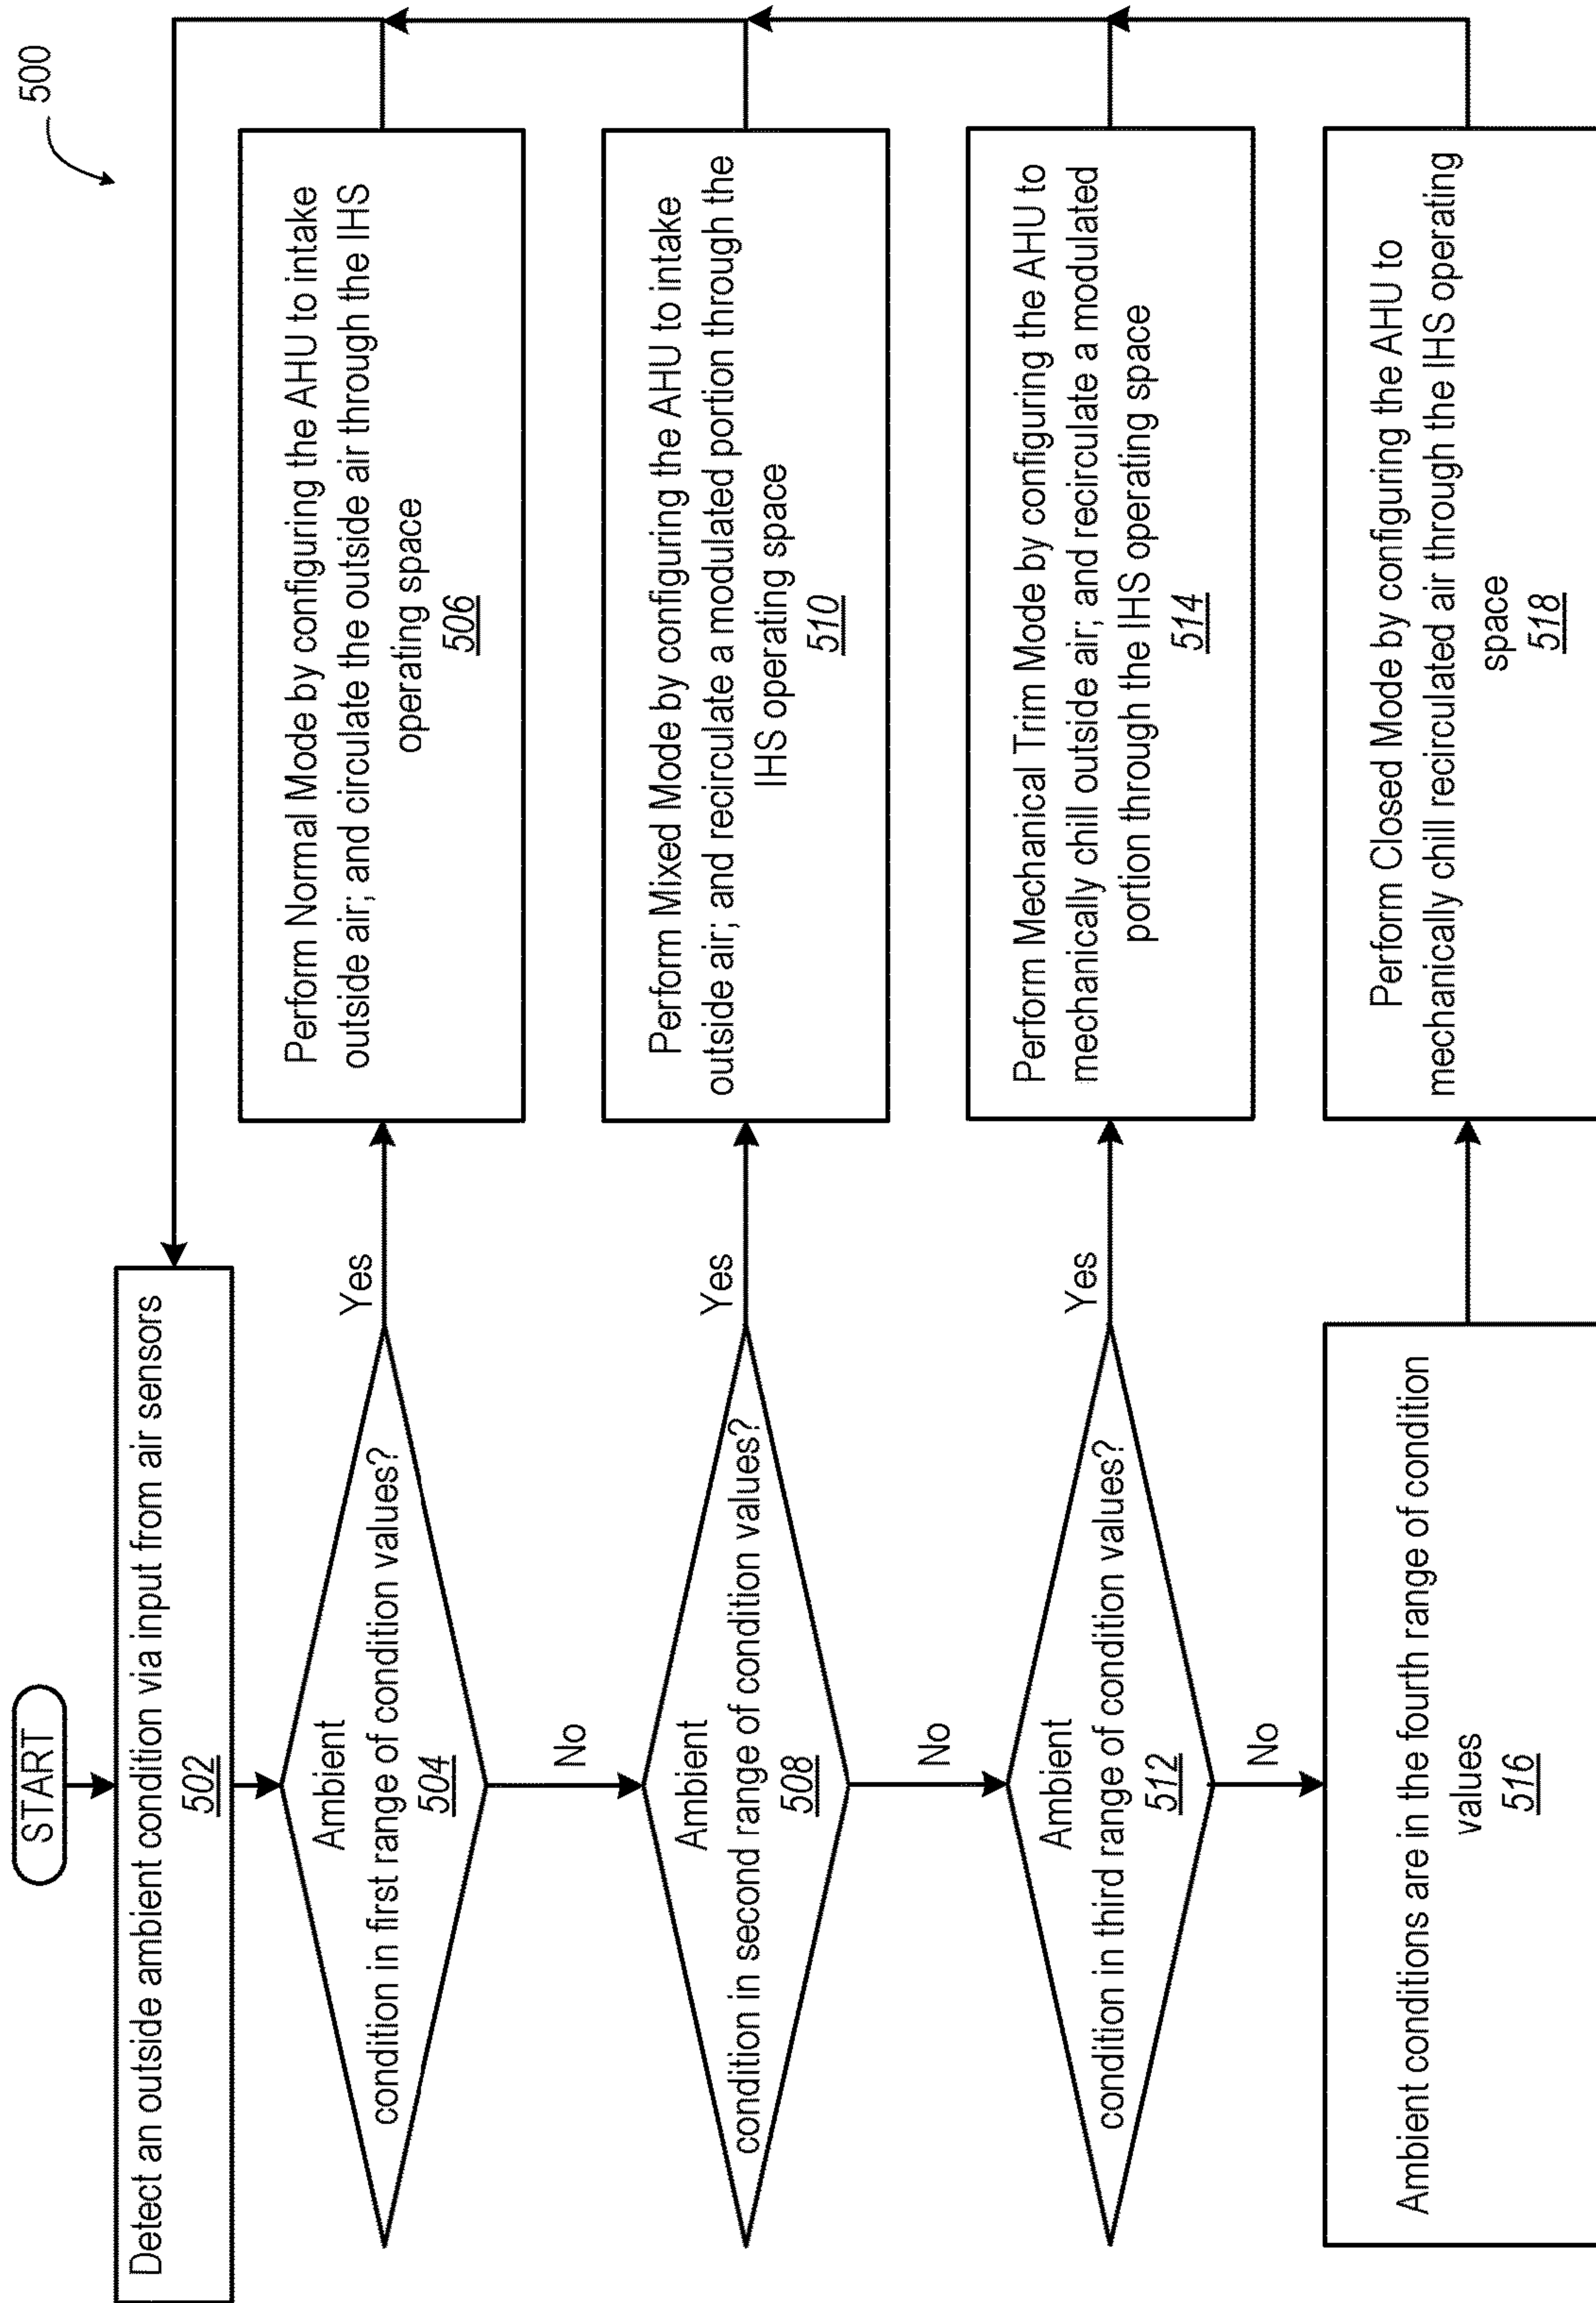 500
START
Detect an outside ambient condition via input from air sensors
502
Ambient
condition in first range of condition values?
504
Yes
No
Perform Normal Mode by configuring the AHU to intake
outside air; and circulate the outside air through the IHS
operating space
506
Ambient
condition in second range of condition values?
508
Yes
No
Perform Mixed Mode by configuring the AHU to intake
outside air; and recirculate a modulated portion through the
IHS operating space
510
Ambient
condition in third range of condition values?
512
Yes
No
Perform Mechanical Trim Mode by configuring the AHU to
mechanically chill outside air; and recirculate a modulated
portion through the IHS operating space
514
Ambient conditions are in the fourth range of condition
values
516
Perform Closed Mode by configuring the AHU to
mechanically chill recirculated air through the IHS operating
space
518